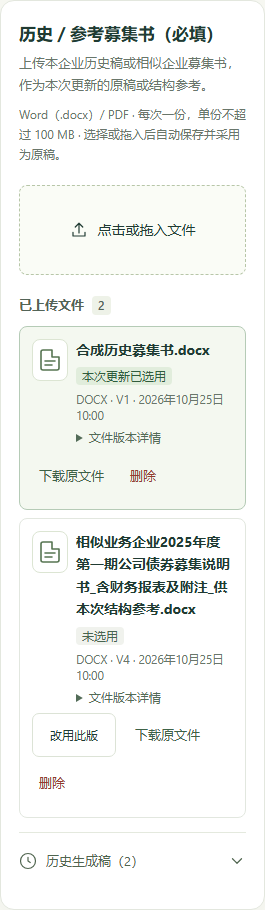 历史 / 参考募集书（必填）
上传本企业历史稿或相似企业募集书，
作为本次更新的原稿或结构参考。
Word（.docx）/ PDF · 每次一份，单份不超
过 100 MB · 选择或拖入后自动保存并采用
为原稿。
点击或拖入文件
已上传文件 2
合成历史募集书.docx
本次更新已选用
DOCX · V1 · 2026年10月25日
10:00
▶ 文件版本详情
下载原文件 删除
相似业务企业2025年度
第一期公司债券募集说明
书_含财务报表及附注_供
本次结构参考.docx
未选用
DOCX · V4 · 2026年10月25日
10:00
▶ 文件版本详情
改用此版 下载原文件
删除
历史生成稿（2）